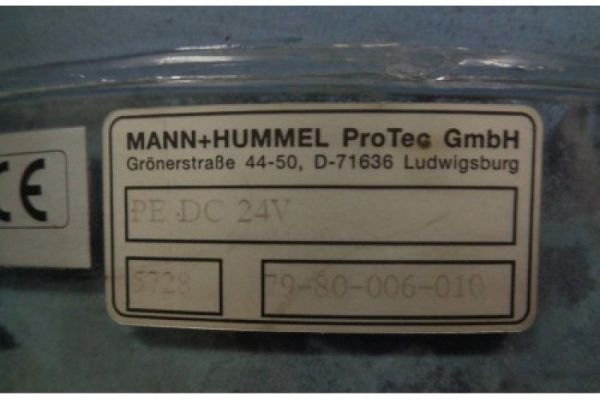 MANN+HUMMEL ProTec GmbH
Grönerstraße 44-50, D-71636 Ludwigsburg
PE DC 24V
5728
79-80-006-010
CE